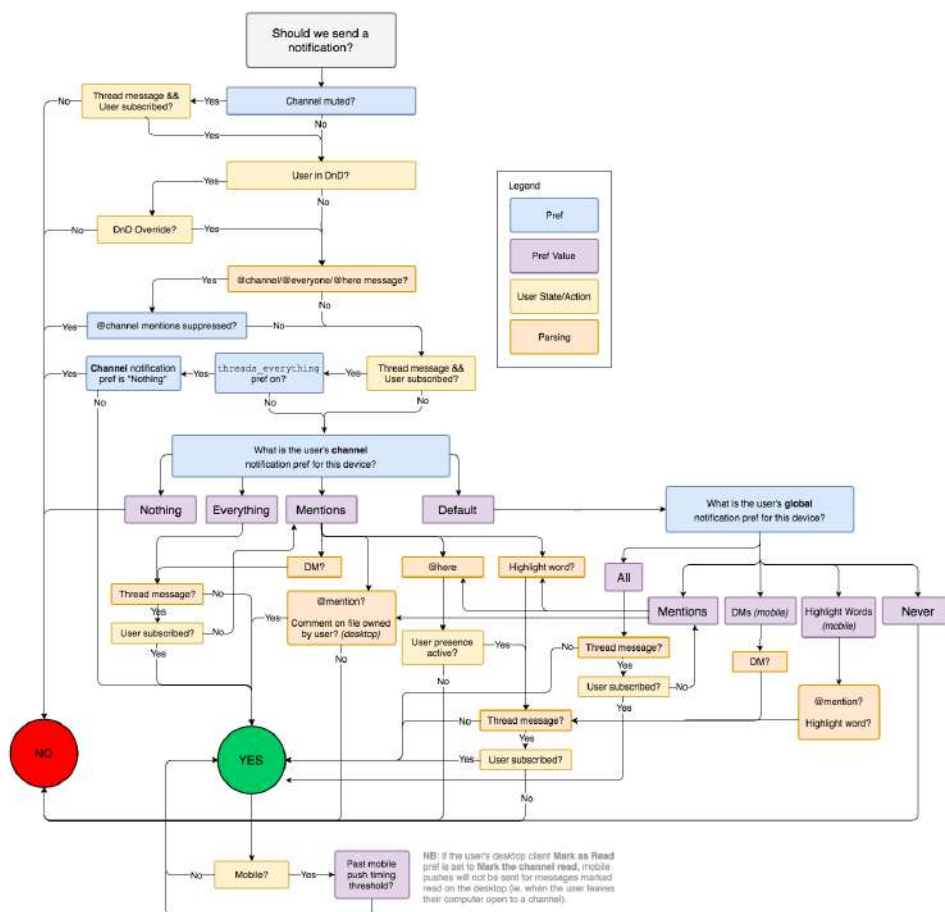 Should we send a
notification?
Thread message &&
User subscribed?
No
Yes
Channel muted?
No
Yes
User in DnD?
Yes
No
Legend
Pref
Pref Value
User State/Action
Parsing
DnD Override?
No
Yes
@channel/@everyone/@here message?
Yes
No
@channel mentions suppressed?
Yes
No
Channel notification
pref is "Nothing"
Yes
No
threads_everything
pref on?
Yes
No
Thread message &&
User subscribed?
Yes
No
What is the user's channel
notification pref for this device?
Nothing
Everything
Mentions
Default
What is the user's global
notification pref for this device?
DM?
@here
Highlight word?
All
Thread message?
No
Yes
User subscribed?
No
Yes
@mention?
Comment on file owned
by user? (desktop)
Yes
No
User presence
active?
Yes
No
Mentions
DMs (mobile)
Highlight Words
(mobile)
Never
Thread message?
No
Yes
User subscribed?
No
Yes
DM?
@mention?
Highlight word?
Thread message?
No
Yes
User subscribed?
Yes
No
NO
YES
Mobile?
No
Yes
Past mobile
push timing
threshold?
NB: if the user's desktop client Mark as Read
pref is set to Mark the channel read, mobile
pushes will not be sent for messages marked
read on the desktop (ie. when the user leaves
their computer open to a channel).